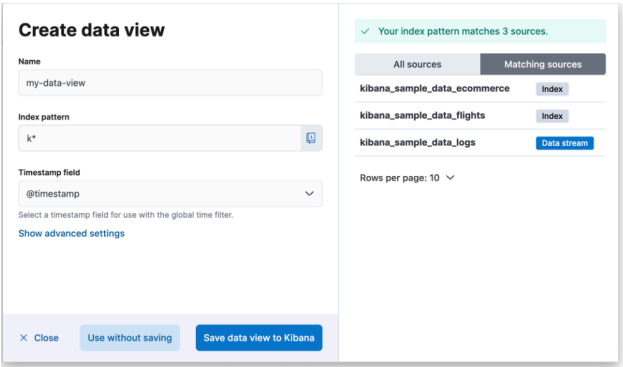 Create data view
Name
my-data-view
Index pattern
k*
Timestamp field
@timestamp
Select a timestamp field for use with the global time filter.
Show advanced settings
Close
Use without saving
Save data view to Kibana
Your index pattern matches 3 sources.
All sources
Matching sources
kibana_sample_data_ecommerce Index
kibana_sample_data_flights Index
kibana_sample_data_logs Data stream
Rows per page: 10